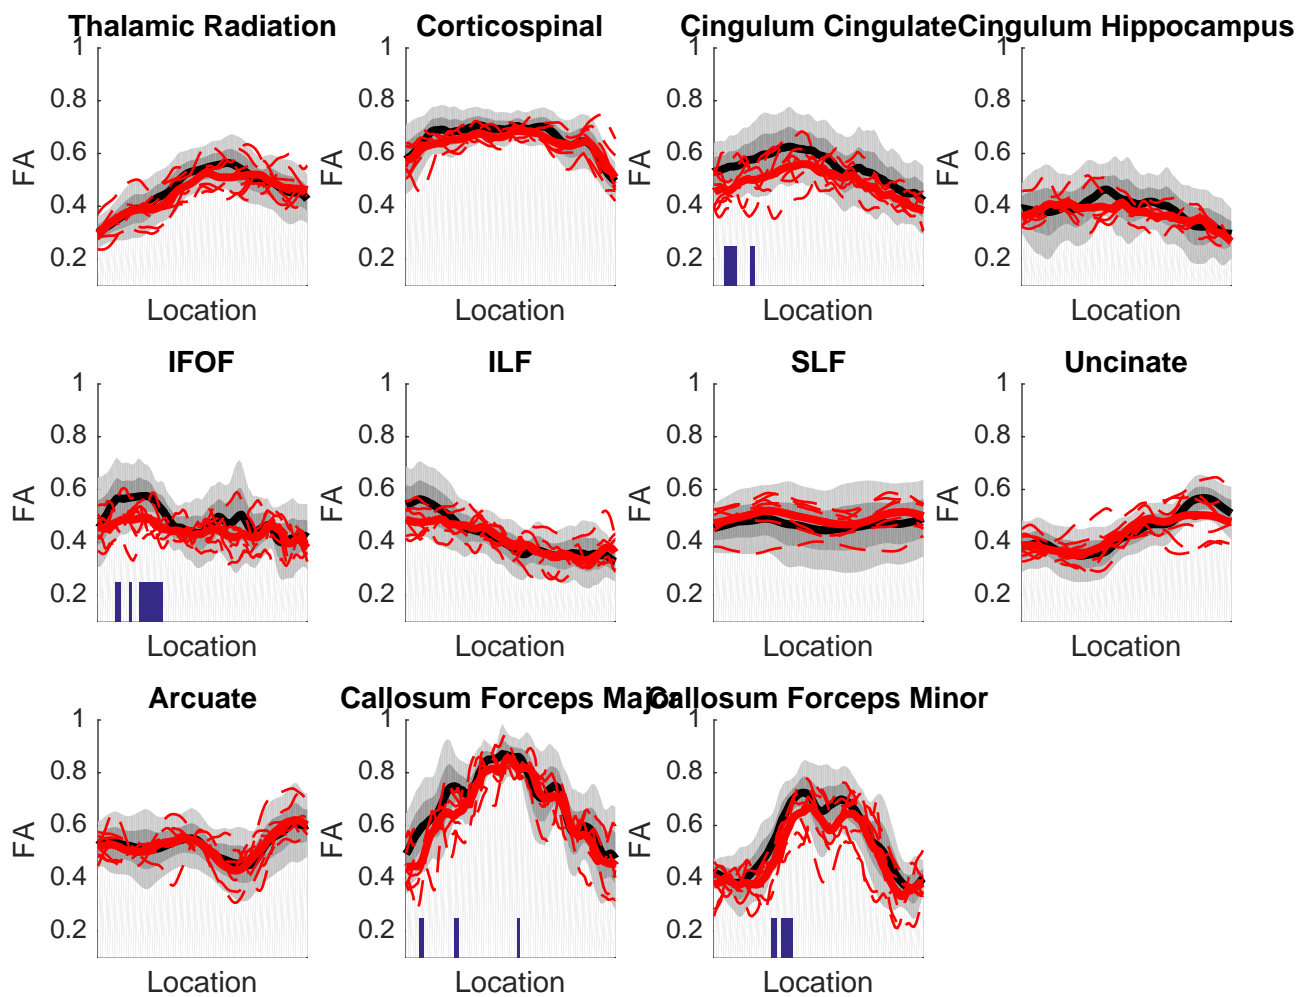 Thalamic Radiation
Corticospinal
Cingulum Cingulate
Cingulum Hippocampus
1
0.8
0.6
0.4
0.2
FA
Location
1
0.8
0.6
0.4
0.2
FA
Location
1
0.8
0.6
0.4
0.2
FA
Location
1
0.8
0.6
0.4
0.2
FA
Location
IFOF
ILF
SLF
Uncinate
1
0.8
0.6
0.4
0.2
FA
Location
1
0.8
0.6
0.4
0.2
FA
Location
1
0.8
0.6
0.4
0.2
FA
Location
1
0.8
0.6
0.4
0.2
FA
Location
Arcuate
Callosum Forceps Major
Callosum Forceps Minor
1
0.8
0.6
0.4
0.2
FA
Location
1
0.8
0.6
0.4
0.2
FA
Location
1
0.8
0.6
0.4
0.2
FA
Location